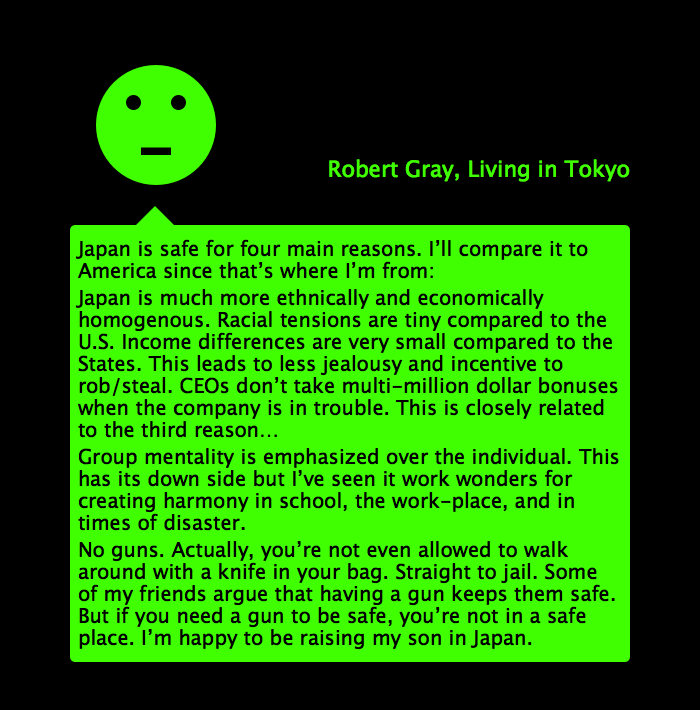 Robert Gray, Living in Tokyo
Japan is safe for four main reasons. I’ll compare it to
America since that’s where I’m from:
Japan is much more ethnically and economically
homogenous. Racial tensions are tiny compared to the
U.S. Income differences are very small compared to the
States. This leads to less jealousy and incentive to
rob/steal. CEOs don’t take multi-million dollar bonuses
when the company is in trouble. This is closely related
to the third reason…
Group mentality is emphasized over the individual. This
has its down side but I’ve seen it work wonders for
creating harmony in school, the work-place, and in
times of disaster.
No guns. Actually, you’re not even allowed to walk
around with a knife in your bag. Straight to jail. Some
of my friends argue that having a gun keeps them safe.
But if you need a gun to be safe, you’re not in a safe
place. I’m happy to be raising my son in Japan.